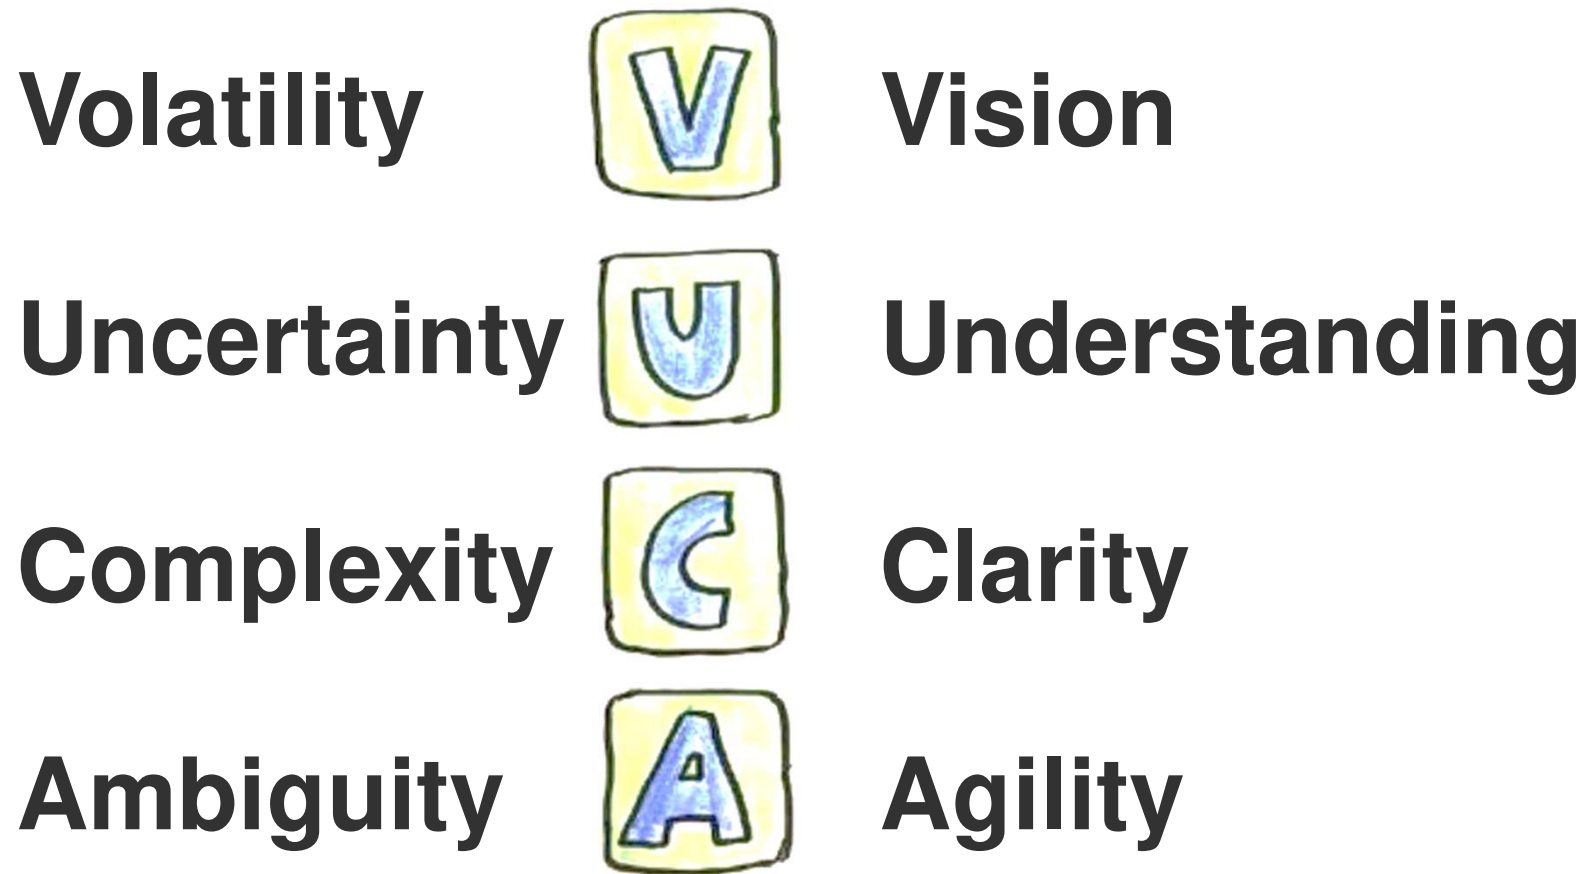 Volatility V Vision
Uncertainty U Understanding
Complexity C Clarity
Ambiguity A Agility